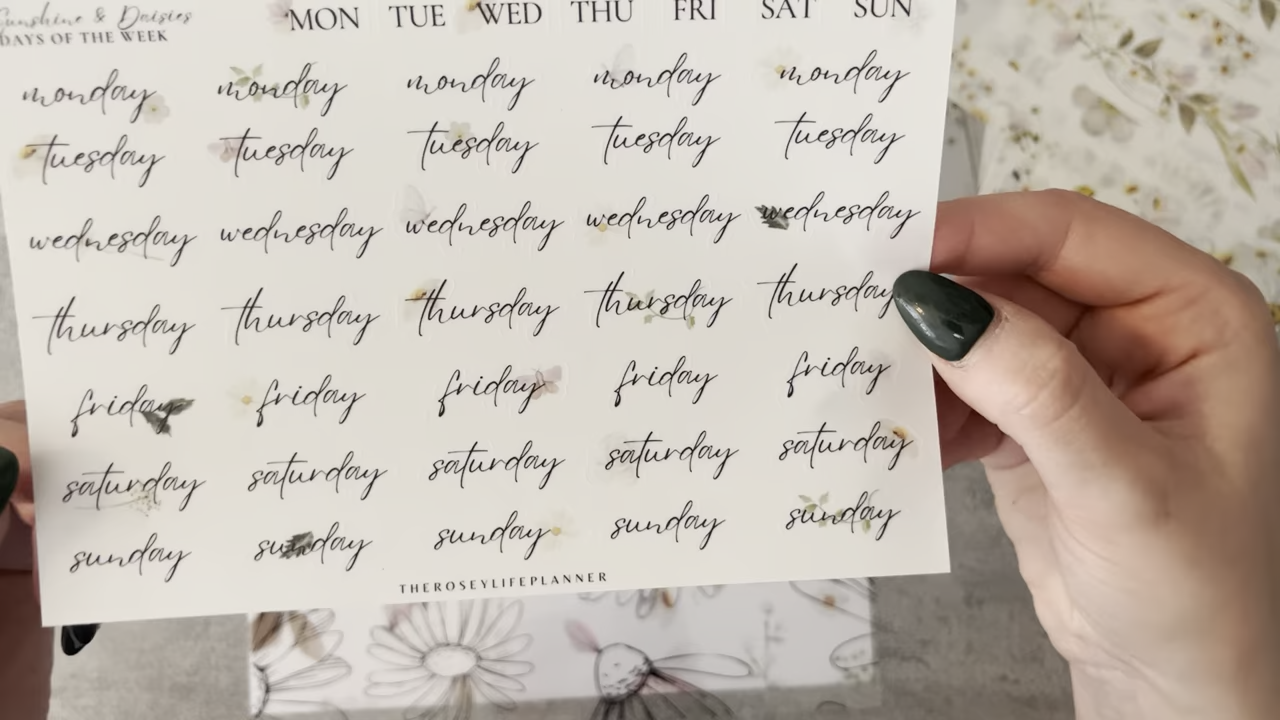 Sunshine & Daisies
DAYS OF THE WEEK
MON TUE WED THU FRI SAT SUN
monday monday monday monday monday
tuesday tuesday tuesday tuesday tuesday
wednesday wednesday wednesday wednesday wednesday
thursday thursday thursday thursday thursday
friday friday friday friday friday
saturday saturday saturday saturday saturday
sunday sunday sunday sunday sunday
THEROSEYLIFEPLANNER